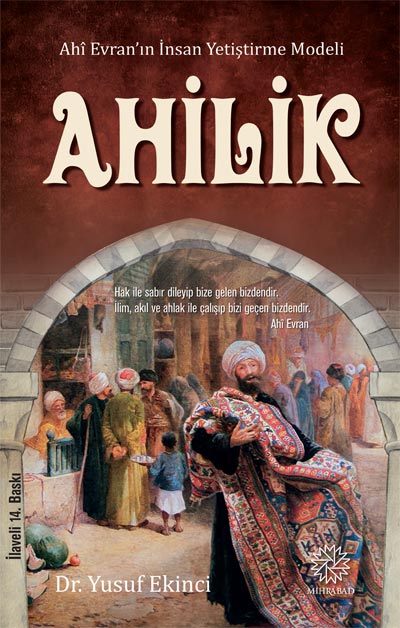 Ahî Evran'ın İnsan Yetiştirme Modeli
AHİLİK
Hak ile sabır dileyip bize gelen bizdendir.
İlim, akıl ve ahlak ile çalışıp bizi geçen bizdendir.
Ahî Evran
İlaveli 14. Baskı
Dr. Yusuf Ekinci
MİHRABAD